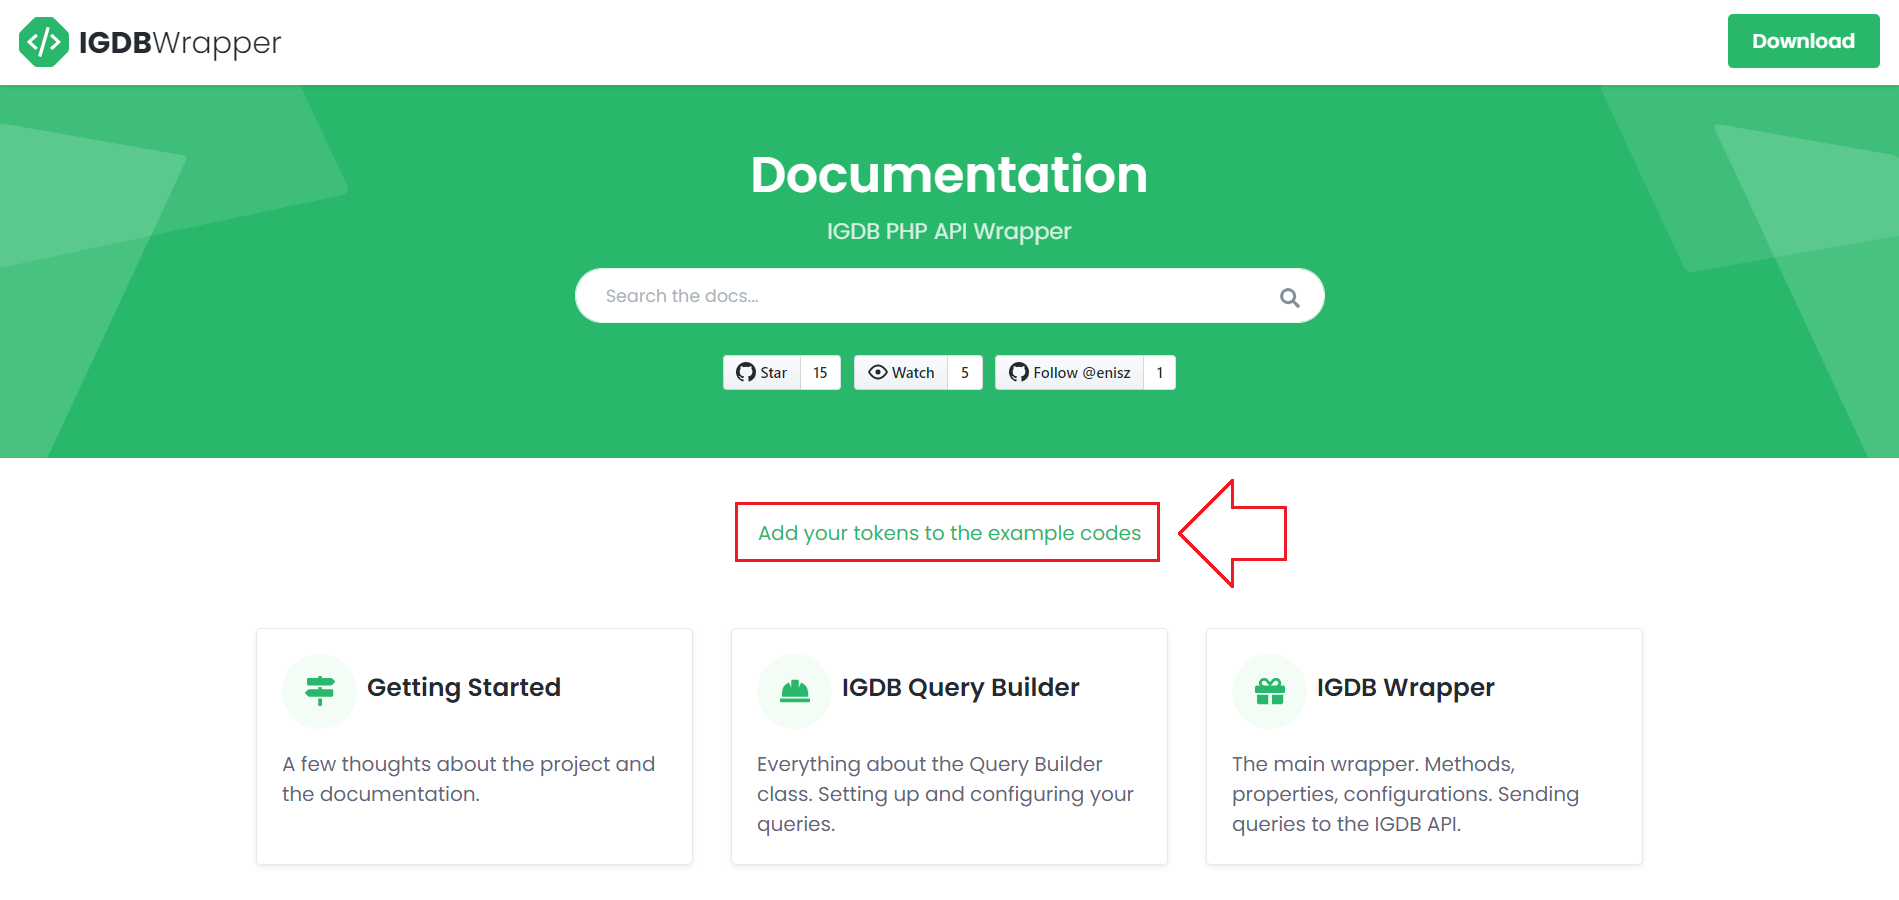 IGDBWrapper
Download
Documentation
IGDB PHP API Wrapper
Search the docs...
Star 15
Watch 5
Follow @enisz 1
Add your tokens to the example codes
Getting Started
A few thoughts about the project and
the documentation.
IGDB Query Builder
Everything about the Query Builder
class. Setting up and configuring your
queries.
IGDB Wrapper
The main wrapper. Methods,
properties, configurations. Sending
queries to the IGDB API.